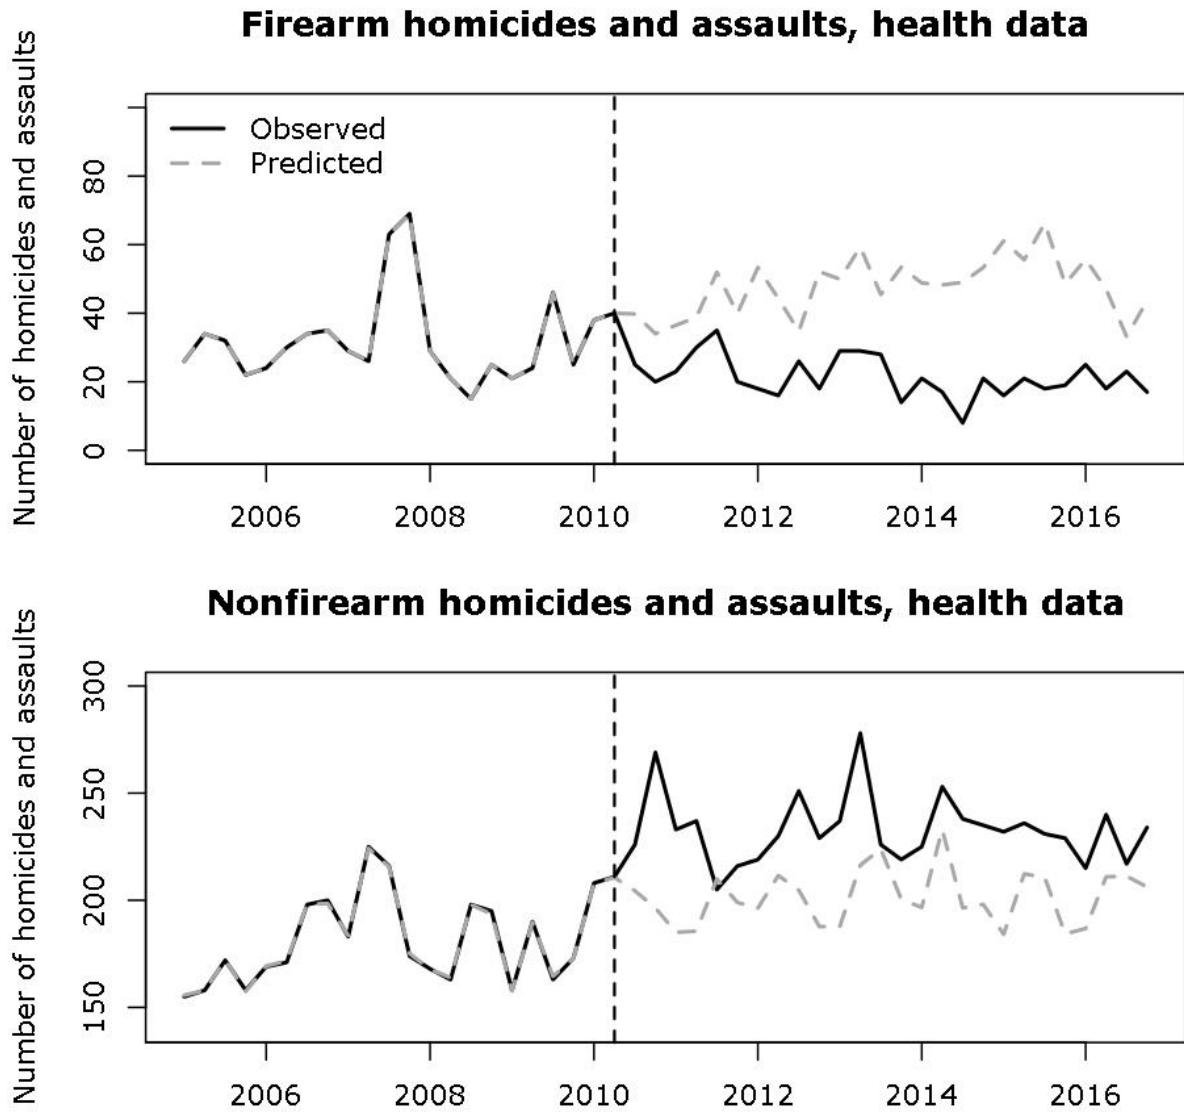 Firearm homicides and assaults, health data
Number of homicides and assaults
80
60
40
20
0
Observed
Predicted
2006 2008 2010 2012 2014 2016
Nonfirearm homicides and assaults, health data
Number of homicides and assaults
300
250
200
150
2006 2008 2010 2012 2014 2016